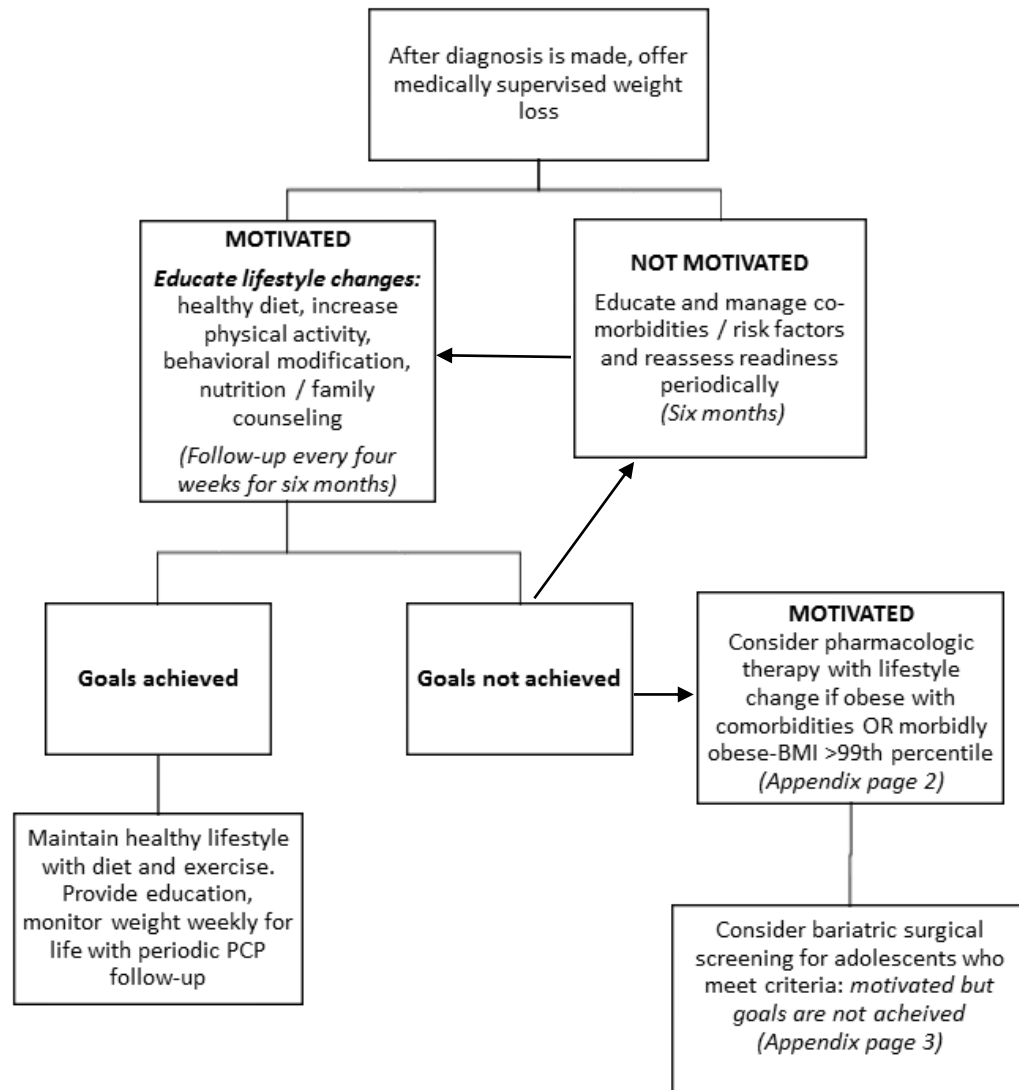 After diagnosis is made, offer
medically supervised weight
loss
MOTIVATED
Educate lifestyle changes:
healthy diet, increase
physical activity,
behavioral modification,
nutrition / family
counseling
(Follow-up every four
weeks for six months)
NOT MOTIVATED
Educate and manage co-
morbidities / risk factors
and reassess readiness
periodically
(Six months)
Goals achieved
Goals not achieved
MOTIVATED
Consider pharmacologic
therapy with lifestyle
change if obese with
comorbidities OR morbidly
obese-BMI >99th percentile
(Appendix page 2)
Maintain healthy lifestyle
with diet and exercise.
Provide education,
monitor weight weekly for
life with periodic PCP
follow-up
Consider bariatric surgical
screening for adolescents who
meet criteria: motivated but
goals are not acheived
(Appendix page 3)